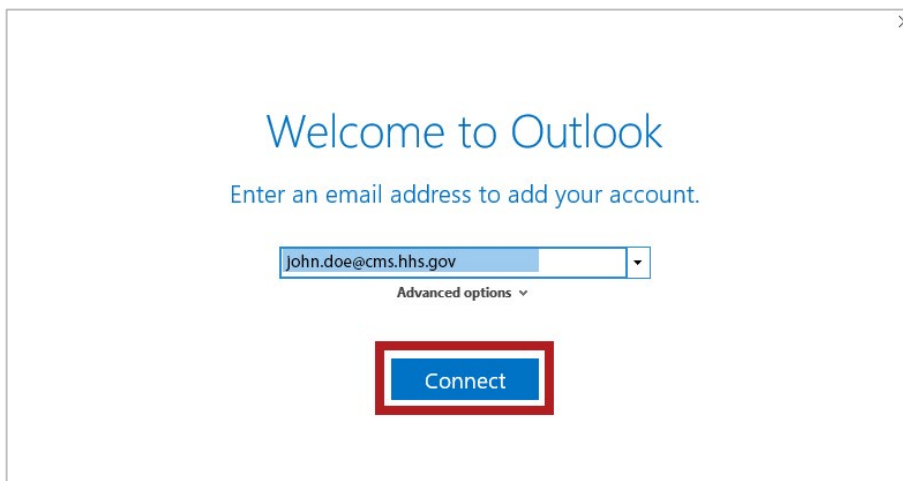 Welcome to Outlook
Enter an email address to add your account.
john.doe@cms.hhs.gov
Advanced options
Connect